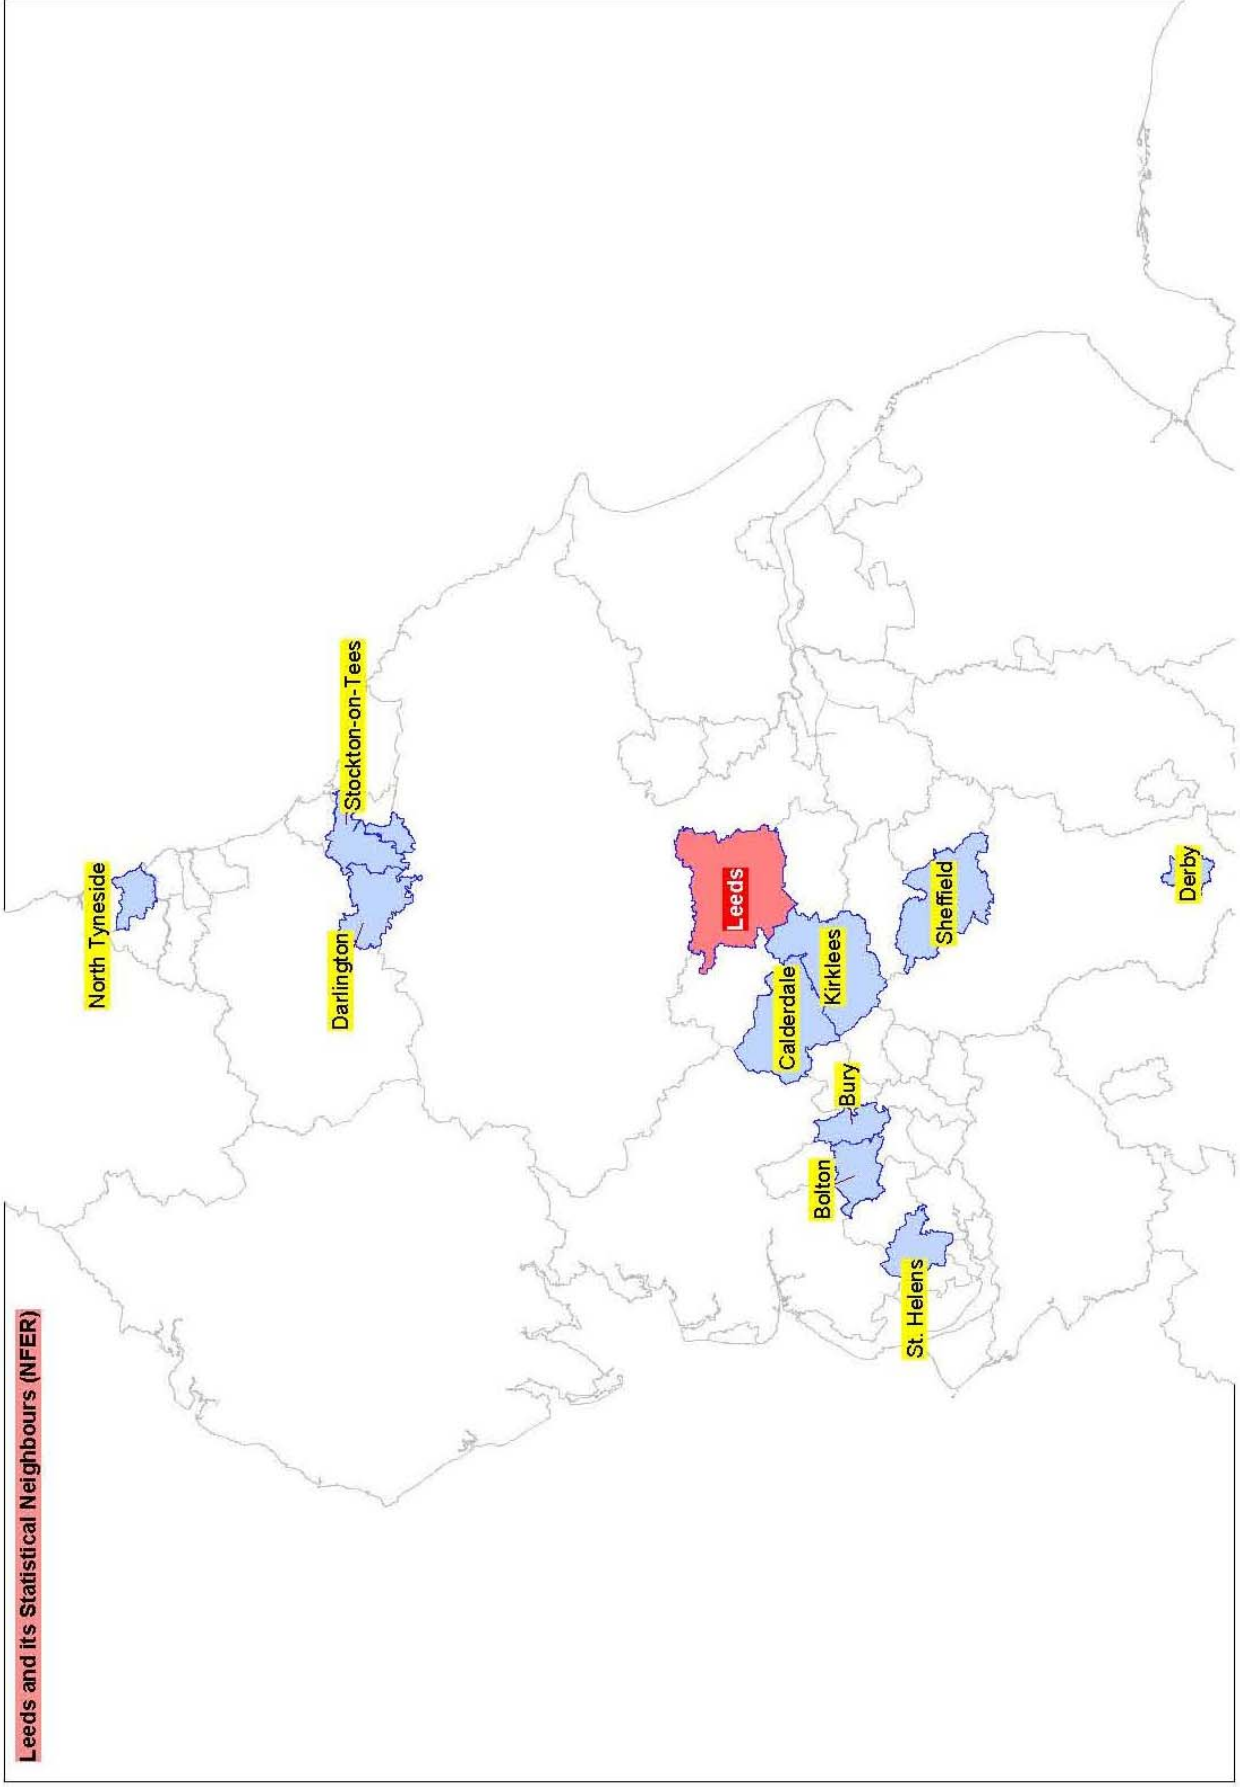 Leeds and its Statistical Neighbours (NFER)
North Tyneside
Stockton-on-Tees
Darlington
Leeds
Calderdale
Kirklees
Bury
Bolton
Sheffield
St. Helens
Derby